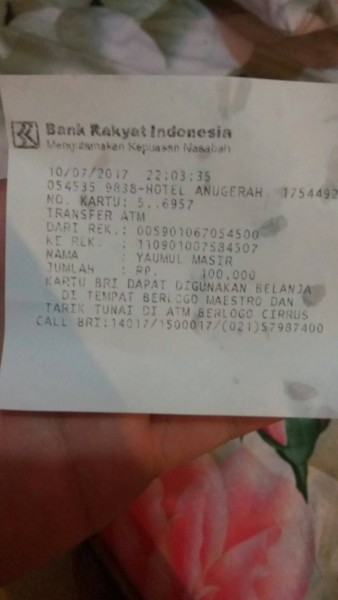 Bank Rakyat Indonesia
Mengutamakan Kepuasan Nasabah
10/07/2017 22:03:35
054535 9838-HOTEL ANUGERAH 1754492
NO. KARTU: 5..6957
TRANSFER ATM
DARI REK.: 005901067054500
KE REK. : 110901007584507
NAMA : YAUMUL MASIR
JUMLAH : RP. 100,000
KARTU BRI DAPAT DIGUNAKAN BELANJA
DI TEMPAT BERLOGO MAESTRO DAN
TARIK TUNAI DI ATM BERLOGO CIRRUS
CALL BRI:14017/1500017/(021)57987400